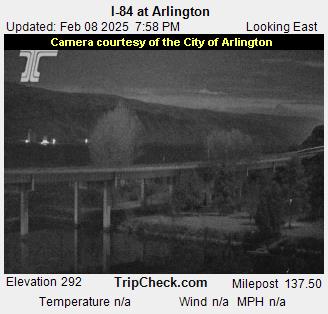 I-84 at Arlington
Updated: Feb 08 2025 7:58 PM Looking East
Camera courtesy of the City of Arlington
Elevation 292 TripCheck.com Milepost 137.50
Temperature n/a Wind n/a MPH n/a